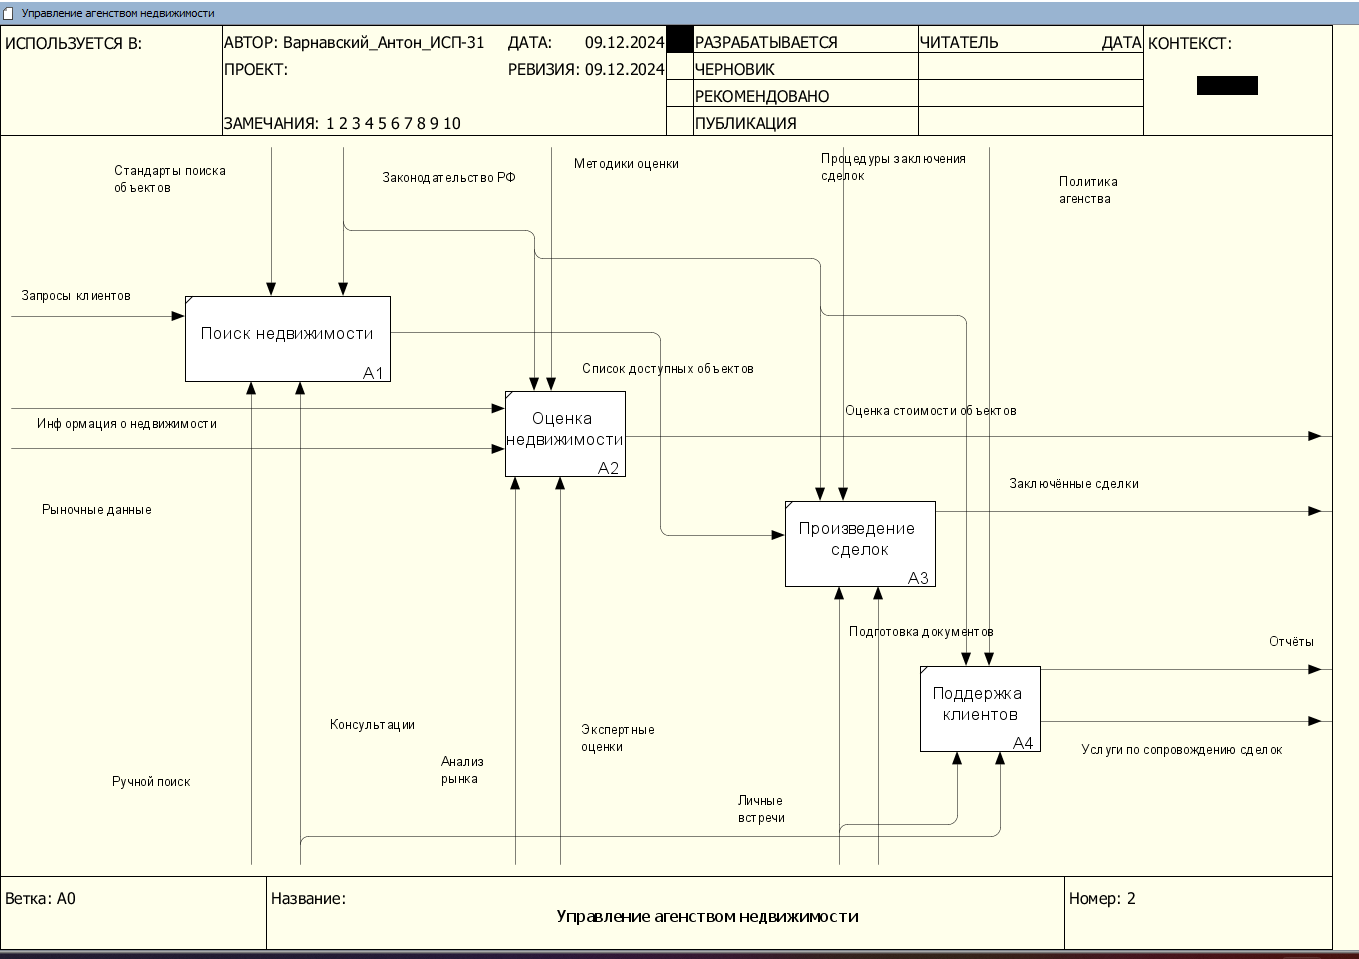 Управление агенством недвижимости
ИСПОЛЬЗУЕТСЯ В:
АВТОР: Варнавский_Антон_ИСП-31
ДАТА: 09.12.2024
ПРОЕКТ:
РЕВИЗИЯ: 09.12.2024
ЗАМЕЧАНИЯ: 1 2 3 4 5 6 7 8 9 10
РАЗРАБАТЫВАЕТСЯ
ЧЕРНОВИК
РЕКОМЕНДОВАНО
ПУБЛИКАЦИЯ
ЧИТАТЕЛЬ
ДАТА
КОНТЕКСТ:
Стандарты поиска
объектов
Законодательство РФ
Методики оценки
Процедуры заключения
сделок
Политика
агенства
Запросы клиентов
Поиск недвижимости
A1
Список доступных объектов
Информация о недвижимости
Оценка
недвижимости
A2
Оценка стоимости объектов
Рыночные данные
Заключённые сделки
Произведение
сделок
A3
Подготовка документов
Отчёты
Поддержка
клиентов
A4
Услуги по сопровождению сделок
Консультации
Экспертные
оценки
Анализ
рынка
Ручной поиск
Личные
встречи
Ветка: A0
Название:
Управление агенством недвижимости
Номер: 2